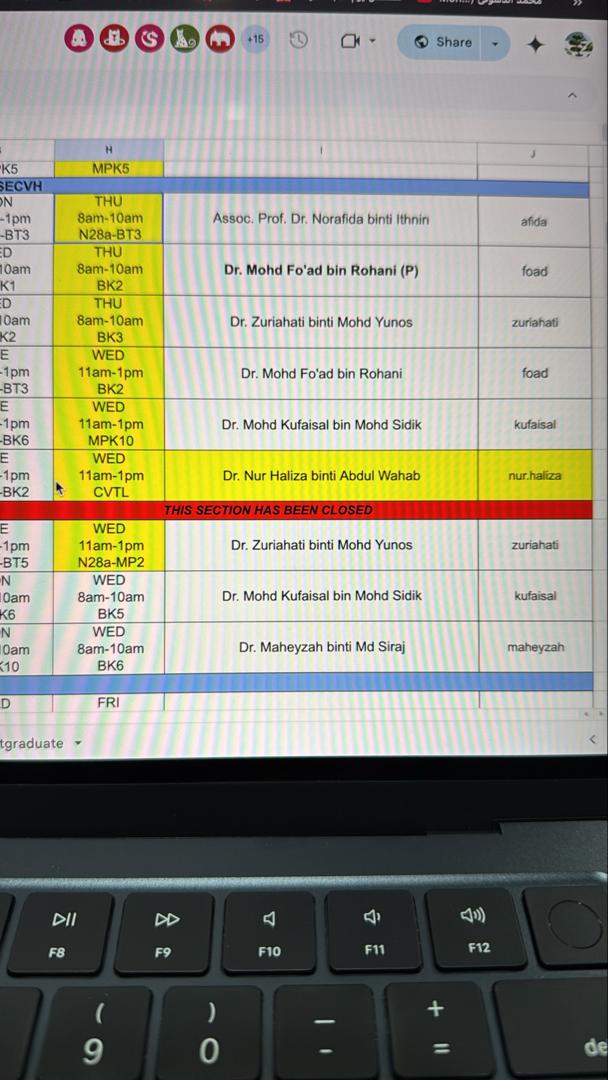 +15
Share
H
I
J
K5
MPK5
SECVH
ON
-1pm
-BT3
THU
8am-10am
N28a-BT3
Assoc. Prof. Dr. Norafida binti Ithnin
afida
ED
10am
K1
THU
8am-10am
BK2
Dr. Mohd Fo'ad bin Rohani (P)
foad
ED
10am
K2
THU
8am-10am
BK3
Dr. Zuriahati binti Mohd Yunos
zuriahati
E
-1pm
-BT3
WED
11am-1pm
BK2
Dr. Mohd Fo'ad bin Rohani
foad
E
-1pm
-BK6
WED
11am-1pm
MPK10
Dr. Mohd Kufaisal bin Mohd Sidik
kufaisal
E
-1pm
-BK2
WED
11am-1pm
CVTL
Dr. Nur Haliza binti Abdul Wahab
nur.haliza
THIS SECTION HAS BEEN CLOSED
E
-1pm
-BT5
WED
11am-1pm
N28a-MP2
Dr. Zuriahati binti Mohd Yunos
zuriahati
N
0am
K6
WED
8am-10am
BK5
Dr. Mohd Kufaisal bin Mohd Sidik
kufaisal
N
0am
K10
WED
8am-10am
BK6
Dr. Maheyzah binti Md Siraj
maheyzah
D
FRI
tgraduate
F8
F9
F10
F11
F12
(
9
)
0
—
-
+
=
de